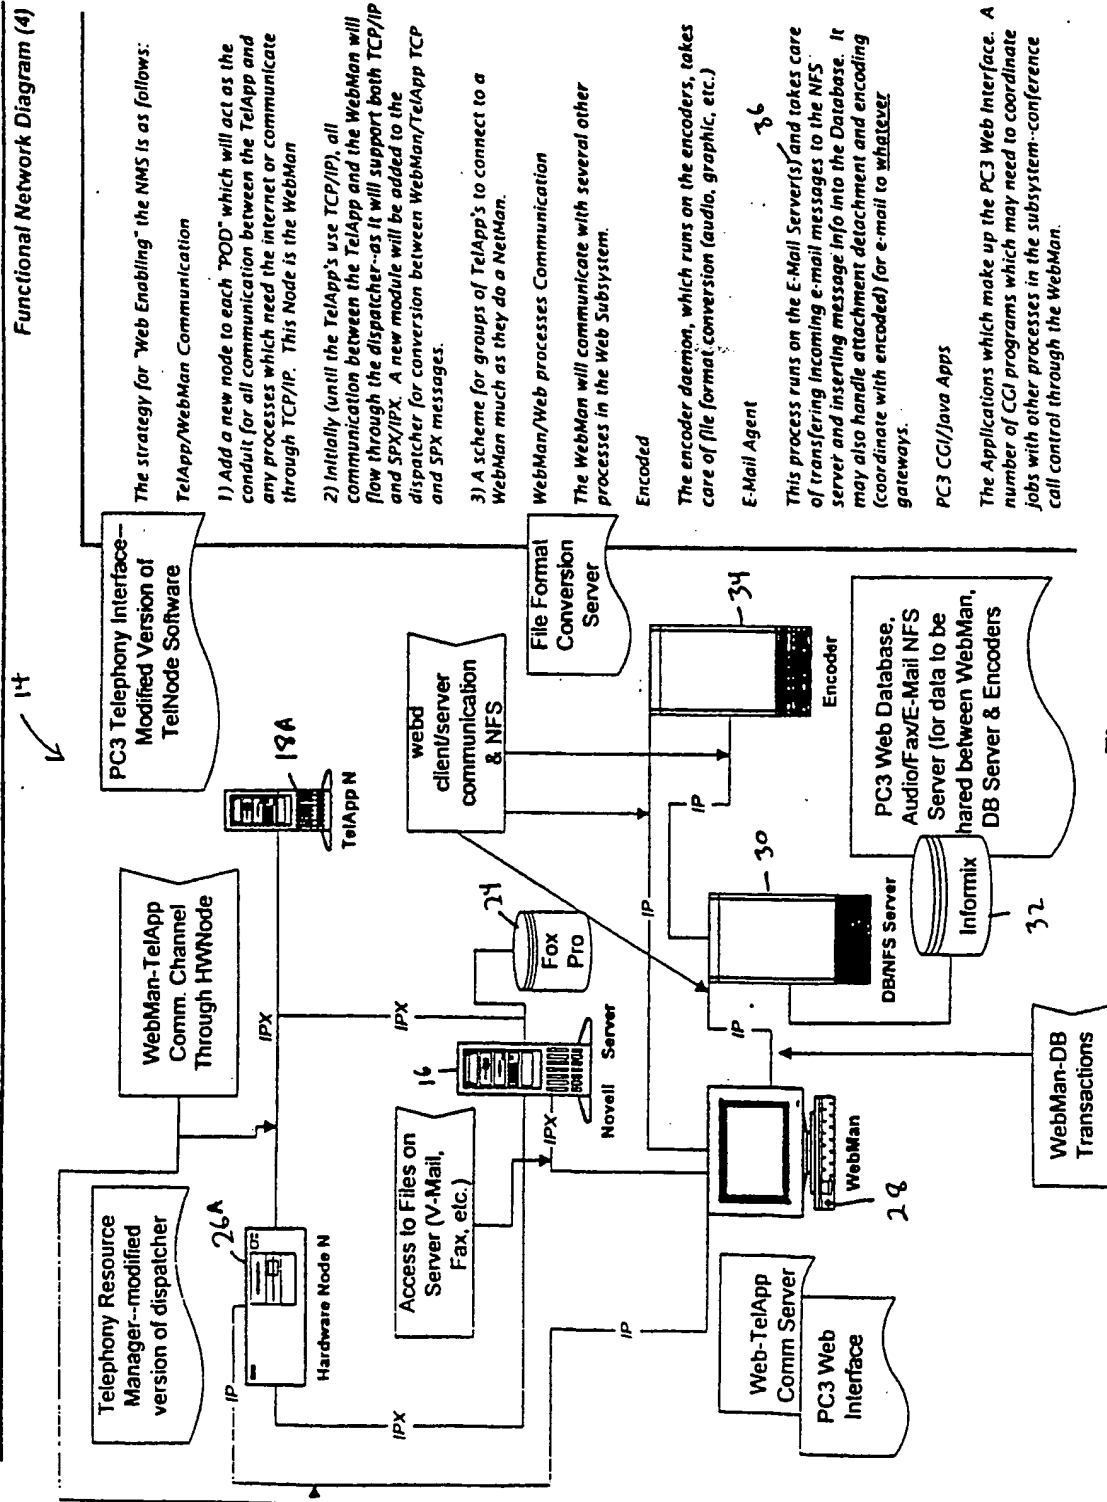 Functional Network Diagram (4)
14
The strategy for "Web Enabling" the NMS is as follows:
TelApp/WebMan Communication
1) Add a new node to each "POD" which will act as the
conduit for all communication between the TelApp and
any processes which need the internet or communicate
through TCP/IP. This Node is the WebMan
2) Initially (until the TelApp's use TCP/IP), all
communication between the TelApp and the WebMan will
flow through the dispatcher--as it will support both TCP/IP
and SPX/IPX. A new module will be added to the
dispatcher for conversion between WebMan/TelApp TCP
and SPX messages.
3) A scheme for groups of TelApp's to connect to a
WebMan much as they do a NetMan.
WebMan/Web processes Communication
The WebMan will communicate with several other
processes in the Web Subsystem.
Encoded
The encoder daemon, which runs on the encoders, takes
care of file format conversion (audio, graphic, etc.)
E-Mail Agent
36
This process runs on the E-Mail Server(s) and takes care
of transfering incoming e-mail messages to the NFS
server and inserting message info into the Database. It
may also handle attachment detachment and encoding
(coordinate with encoded) for e-mail to whatever
gateways.
PC3 CGI/Java Apps
The Applications which make up the PC3 Web Interface. A
number of CGI programs which may need to coordinate
jobs with other processes in the subsystem--conference
call control through the WebMan.
PC3 Telephony Interface--
Modified Version of
TelNode Software
18A
TelApp N
WebMan-TelApp
Comm. Channel
Through HWNode
IPX
Telephony Resource
Manager--modified
version of dispatcher
26A
Hardware Node N
IP
IPX
IPX
webd
client/server
communication
& NFS
File Format
Conversion
Server
24
Fox
Pro
16
Novell Server
IPX
Access to Files on
Server (V-Mail,
Fax, etc.)
34
Encoder
IP
IP
30
DB/NFS Server
IP
PC3 Web Database,
Audio/Fax/E-Mail NFS
Server (for data to be
hared between WebMan,
DB Server & Encoders
Informix
32
WebMan
28
IP
Web-TelApp
Comm Server
PC3 Web
Interface
WebMan-DB
Transactions